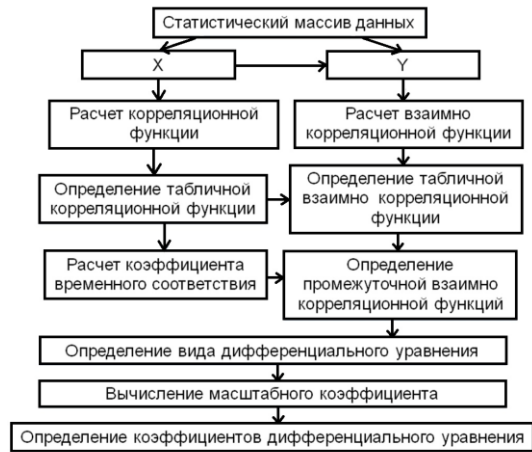 Статистический массив данных
X
Y
Расчет корреляционной
функции
Расчет взаимно
корреляционной функции
Определение табличной
корреляционной функции
Определение табличной
взаимно корреляционной
функции
Расчет коэффициента
временного соответствия
Определение
промежуточной взаимно
корреляционной функций
Определение вида дифференциального уравнения
Вычисление масштабного коэффициента
Определение коэффициентов дифференциального уравнения